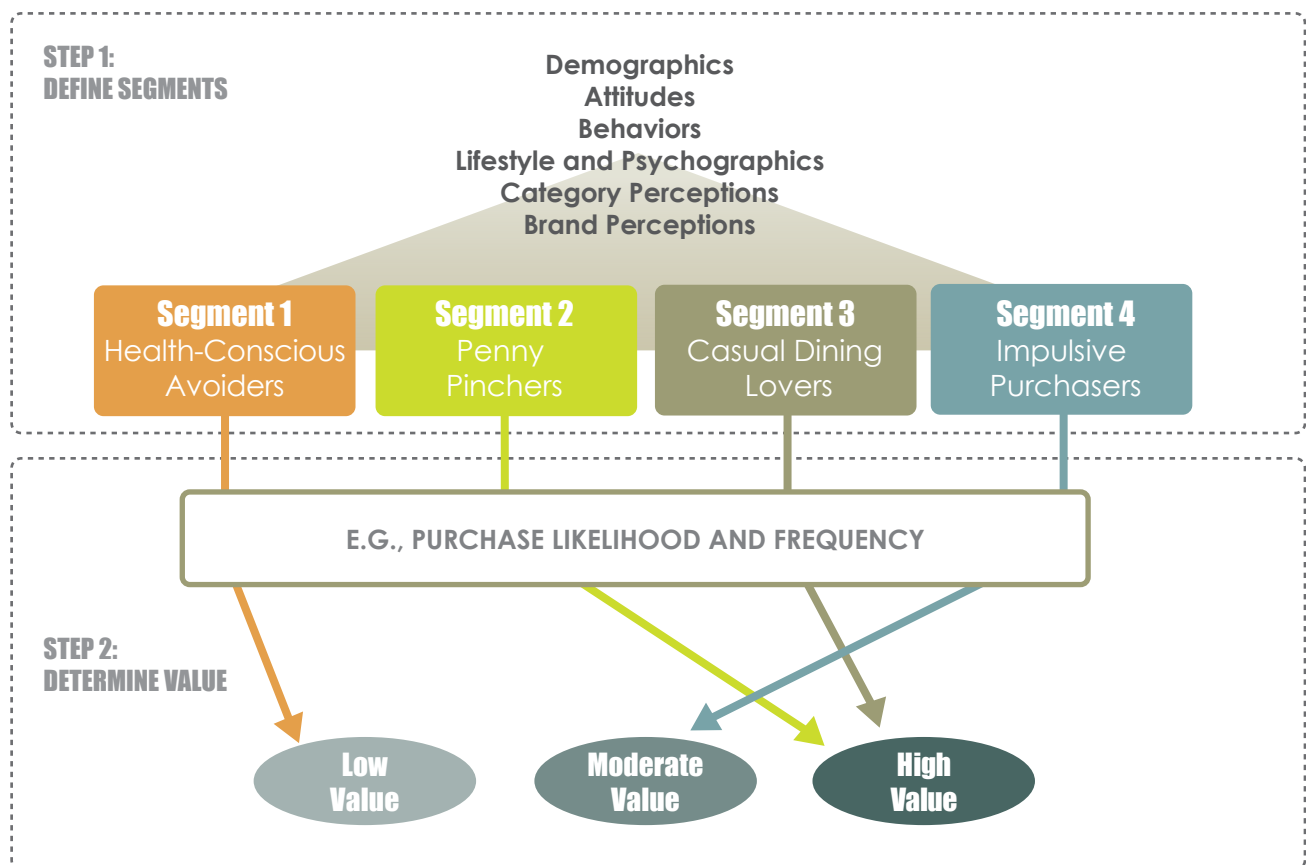 STEP 1:
DEFINE SEGMENTS
Demographics
Attitudes
Behaviors
Lifestyle and Psychographics
Category Perceptions
Brand Perceptions
Segment 1
Health-Conscious
Avoiders
Segment 2
Penny
Pinchers
Segment 3
Casual Dining
Lovers
Segment 4
Impulsive
Purchasers
E.G., PURCHASE LIKELIHOOD AND FREQUENCY
STEP 2:
DETERMINE VALUE
Low
Value
Moderate
Value
High
Value